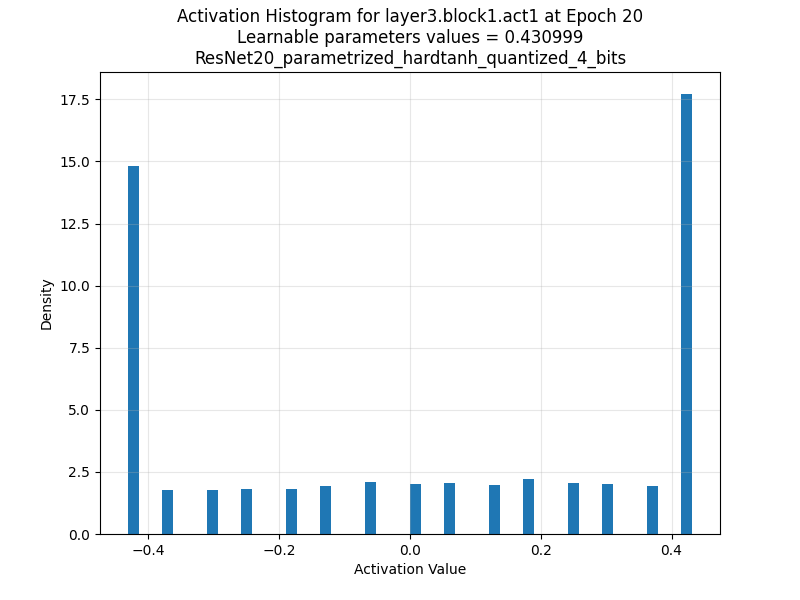 Activation Histogram for layer3.block1.act1 at Epoch 20
Learnable parameters values = 0.430999
ResNet20_parametrized_hardtanh_quantized_4_bits
17.5
15.0
12.5
10.0
7.5
5.0
2.5
0.0
Density
−0.4
−0.2
0.0
0.2
0.4
Activation Value